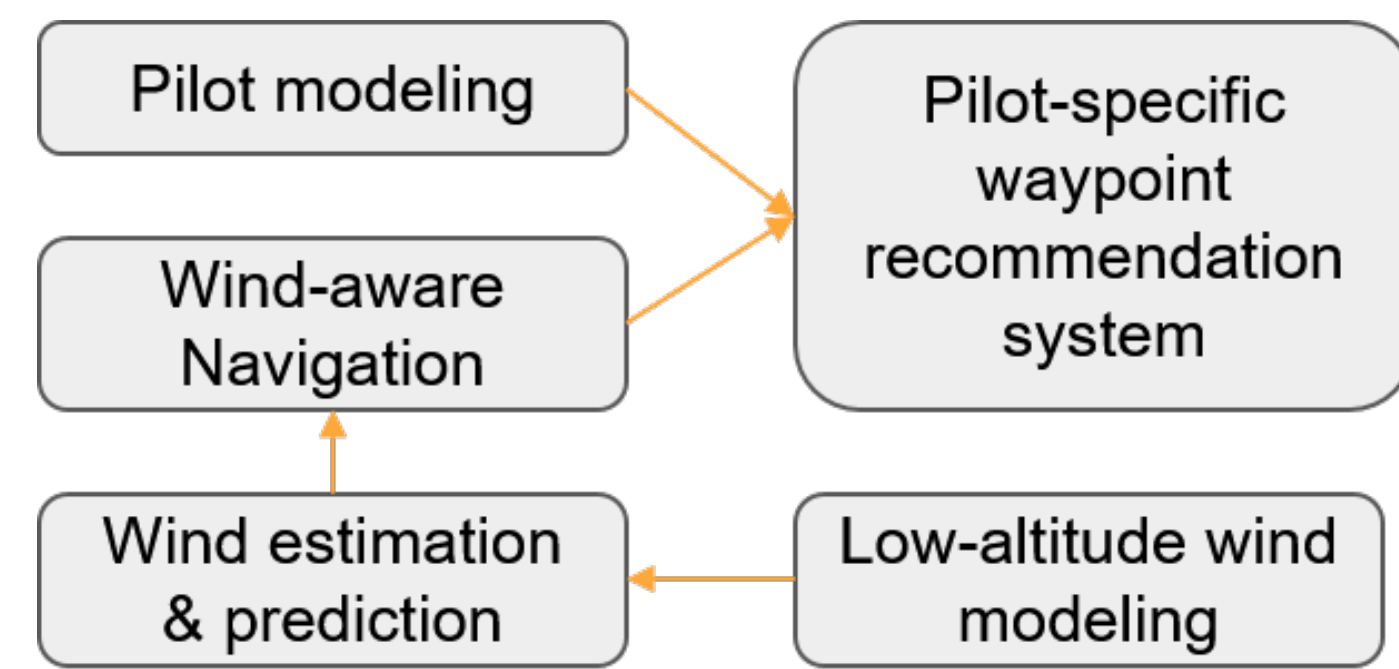 Pilot modeling
Pilot-specific
waypoint
recommendation
system
Wind-aware
Navigation
Wind estimation
& prediction
Low-altitude wind
modeling